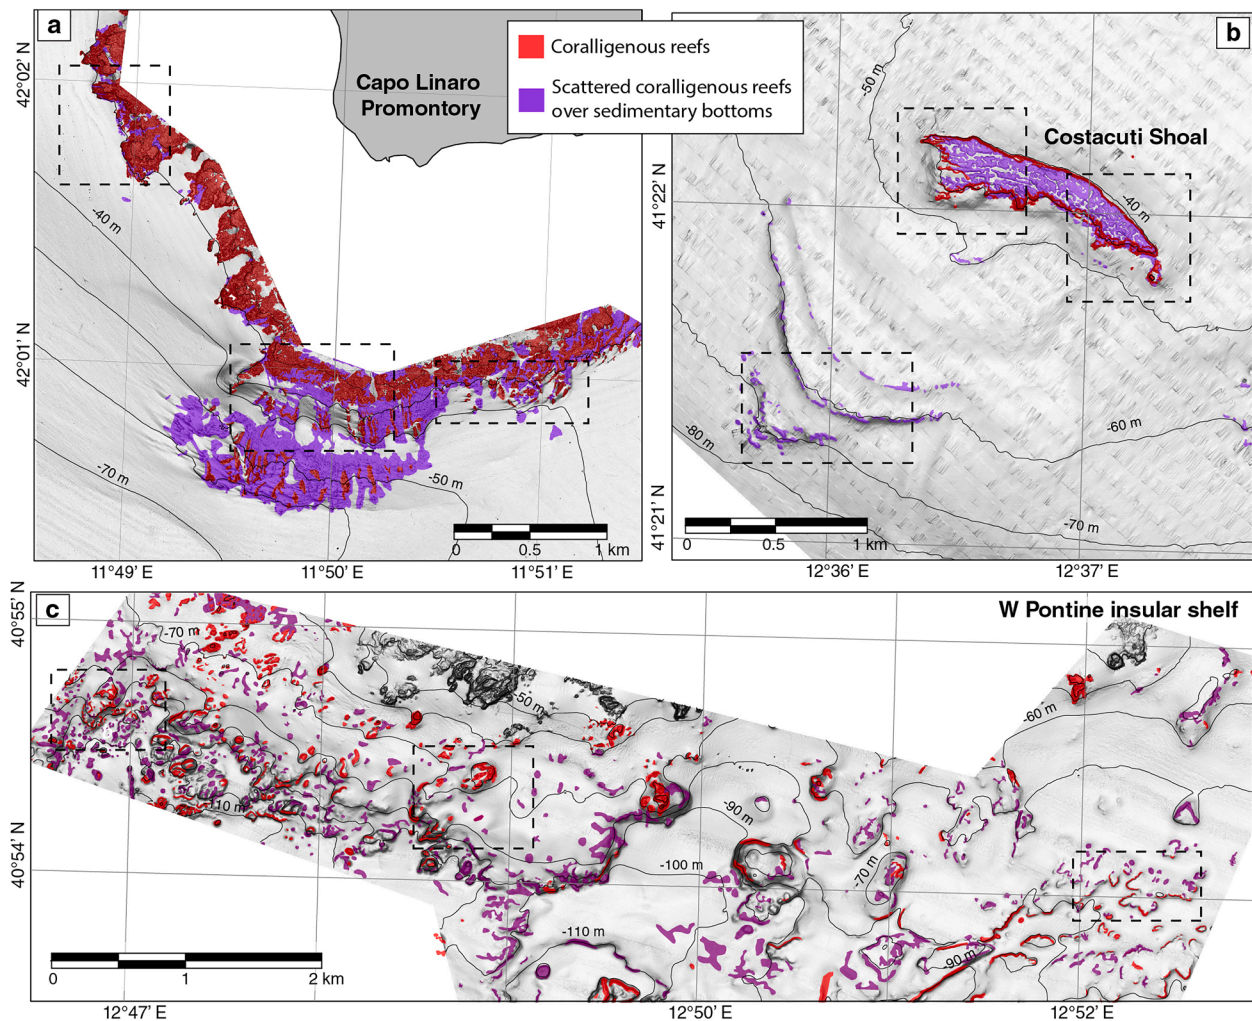 a
Capo Linaro
Promontory
Coralligenous reefs
Scattered coralligenous reefs
over sedimentary bottoms
42°02' N
42°01' N
-40 m
-70 m
-50 m
0 0.5 1 km
11°49' E 11°50' E 11°51' E
b
Costacuti Shoal
-50 m
-40 m
41°22' N
41°21' N
-80 m
-60 m
-70 m
0 0.5 1 km
12°36' E 12°37' E
c
W Pontine insular shelf
40°55' N
40°54' N
-70 m
-50 m
-60 m
-110 m
-90 m
-100 m
-70 m
-110 m
-90 m
0 1 2 km
12°47' E 12°50' E 12°52' E